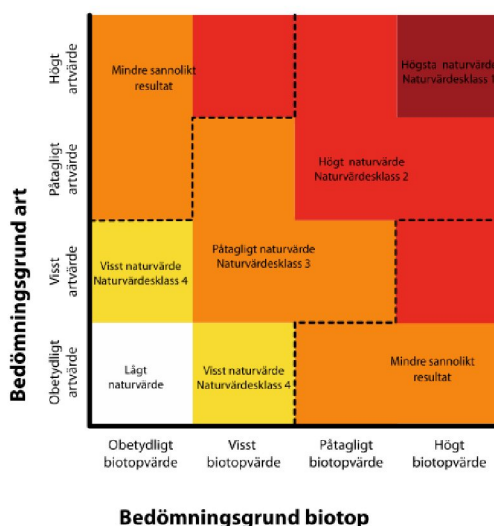 Bedömningsgrund art
Högt
artvärde
Påtagligt
artvärde
Visst
artvärde
Obetydligt
artvärde
Mindre sannolikt
resultat
Högsta naturvärde
Naturvärdesklass 1
Högt naturvärde
Naturvärdesklass 2
Visst naturvärde
Naturvärdesklass 4
Påtagligt naturvärde
Naturvärdesklass 3
Lågt
naturvärde
Visst naturvärde
Naturvärdesklass 4
Mindre sannolikt
resultat
Obetydligt
biotopvärde
Visst
biotopvärde
Påtagligt
biotopvärde
Högt
biotopvärde
Bedömningsgrund biotop